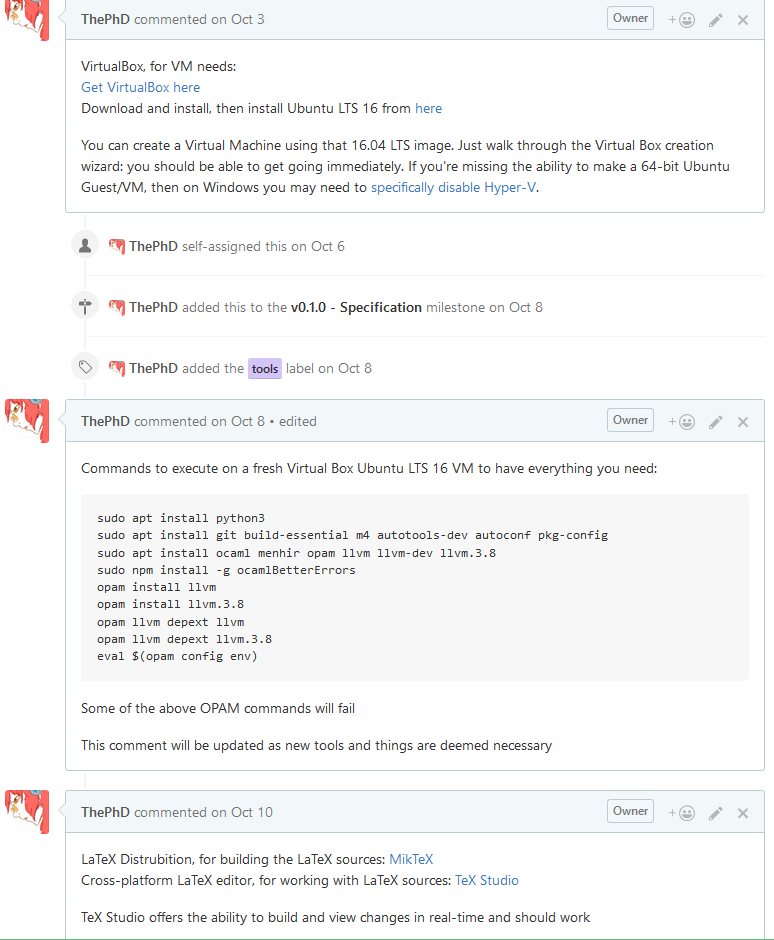 ThePhD commented on Oct 3
Owner
VirtualBox, for VM needs:
Get VirtualBox here
Download and install, then install Ubuntu LTS 16 from here
You can create a Virtual Machine using that 16.04 LTS image. Just walk through the Virtual Box creation
wizard: you should be able to get going immediately. If you're missing the ability to make a 64-bit Ubuntu
Guest/VM, then on Windows you may need to specifically disable Hyper-V.
ThePhD self-assigned this on Oct 6
ThePhD added this to the v0.1.0 - Specification milestone on Oct 8
ThePhD added the tools label on Oct 8
ThePhD commented on Oct 8 • edited
Owner
Commands to execute on a fresh Virtual Box Ubuntu LTS 16 VM to have everything you need:
sudo apt install python3
sudo apt install git build-essential m4 autotools-dev autoconf pkg-config
sudo apt install ocaml menhir opam llvm llvm-dev llvm.3.8
sudo npm install -g ocamlBetterErrors
opam install llvm
opam install llvm.3.8
opam llvm depext llvm
opam llvm depext llvm.3.8
eval $(opam config env)
Some of the above OPAM commands will fail
This comment will be updated as new tools and things are deemed necessary
ThePhD commented on Oct 10
Owner
LaTeX Distrubition, for building the LaTeX sources: MikTeX
Cross-platform LaTeX editor, for working with LaTeX sources: TeX Studio
TeX Studio offers the ability to build and view changes in real-time and should work